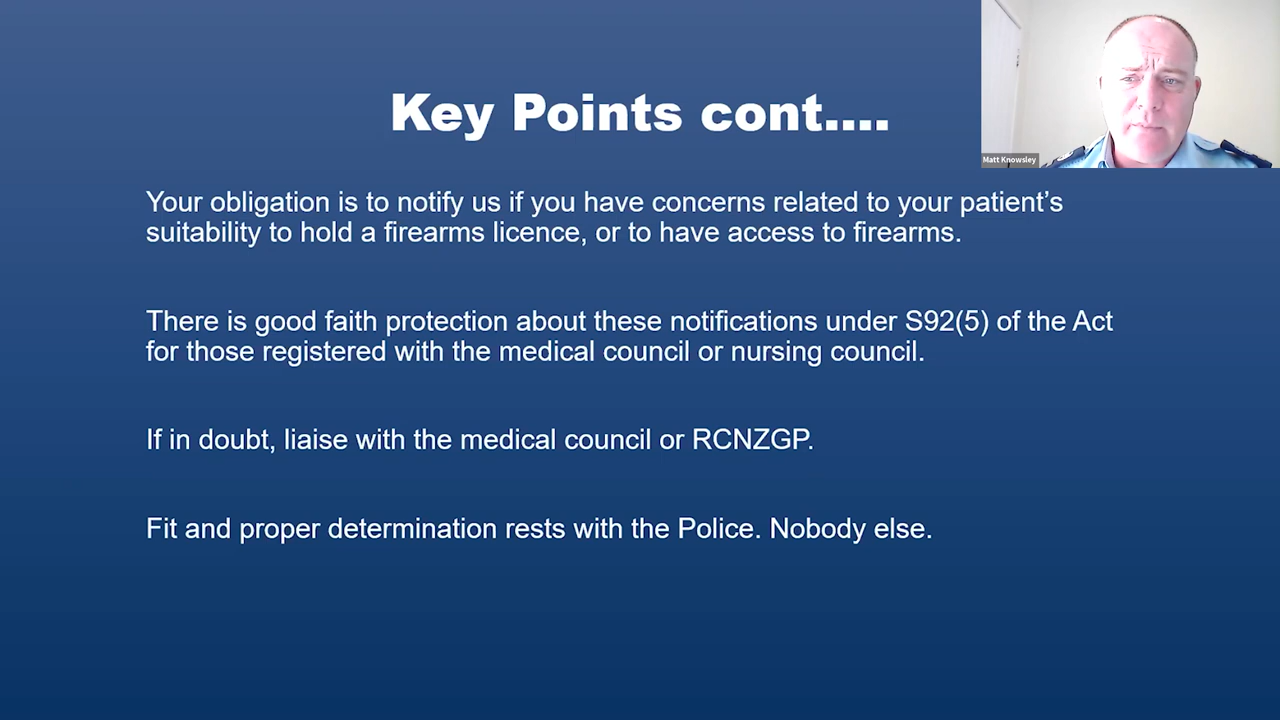 Key Points cont....
Matt Knowsley
Your obligation is to notify us if you have concerns related to your patient’s
suitability to hold a firearms licence, or to have access to firearms.
There is good faith protection about these notifications under S92(5) of the Act
for those registered with the medical council or nursing council.
If in doubt, liaise with the medical council or RCNZGP.
Fit and proper determination rests with the Police. Nobody else.